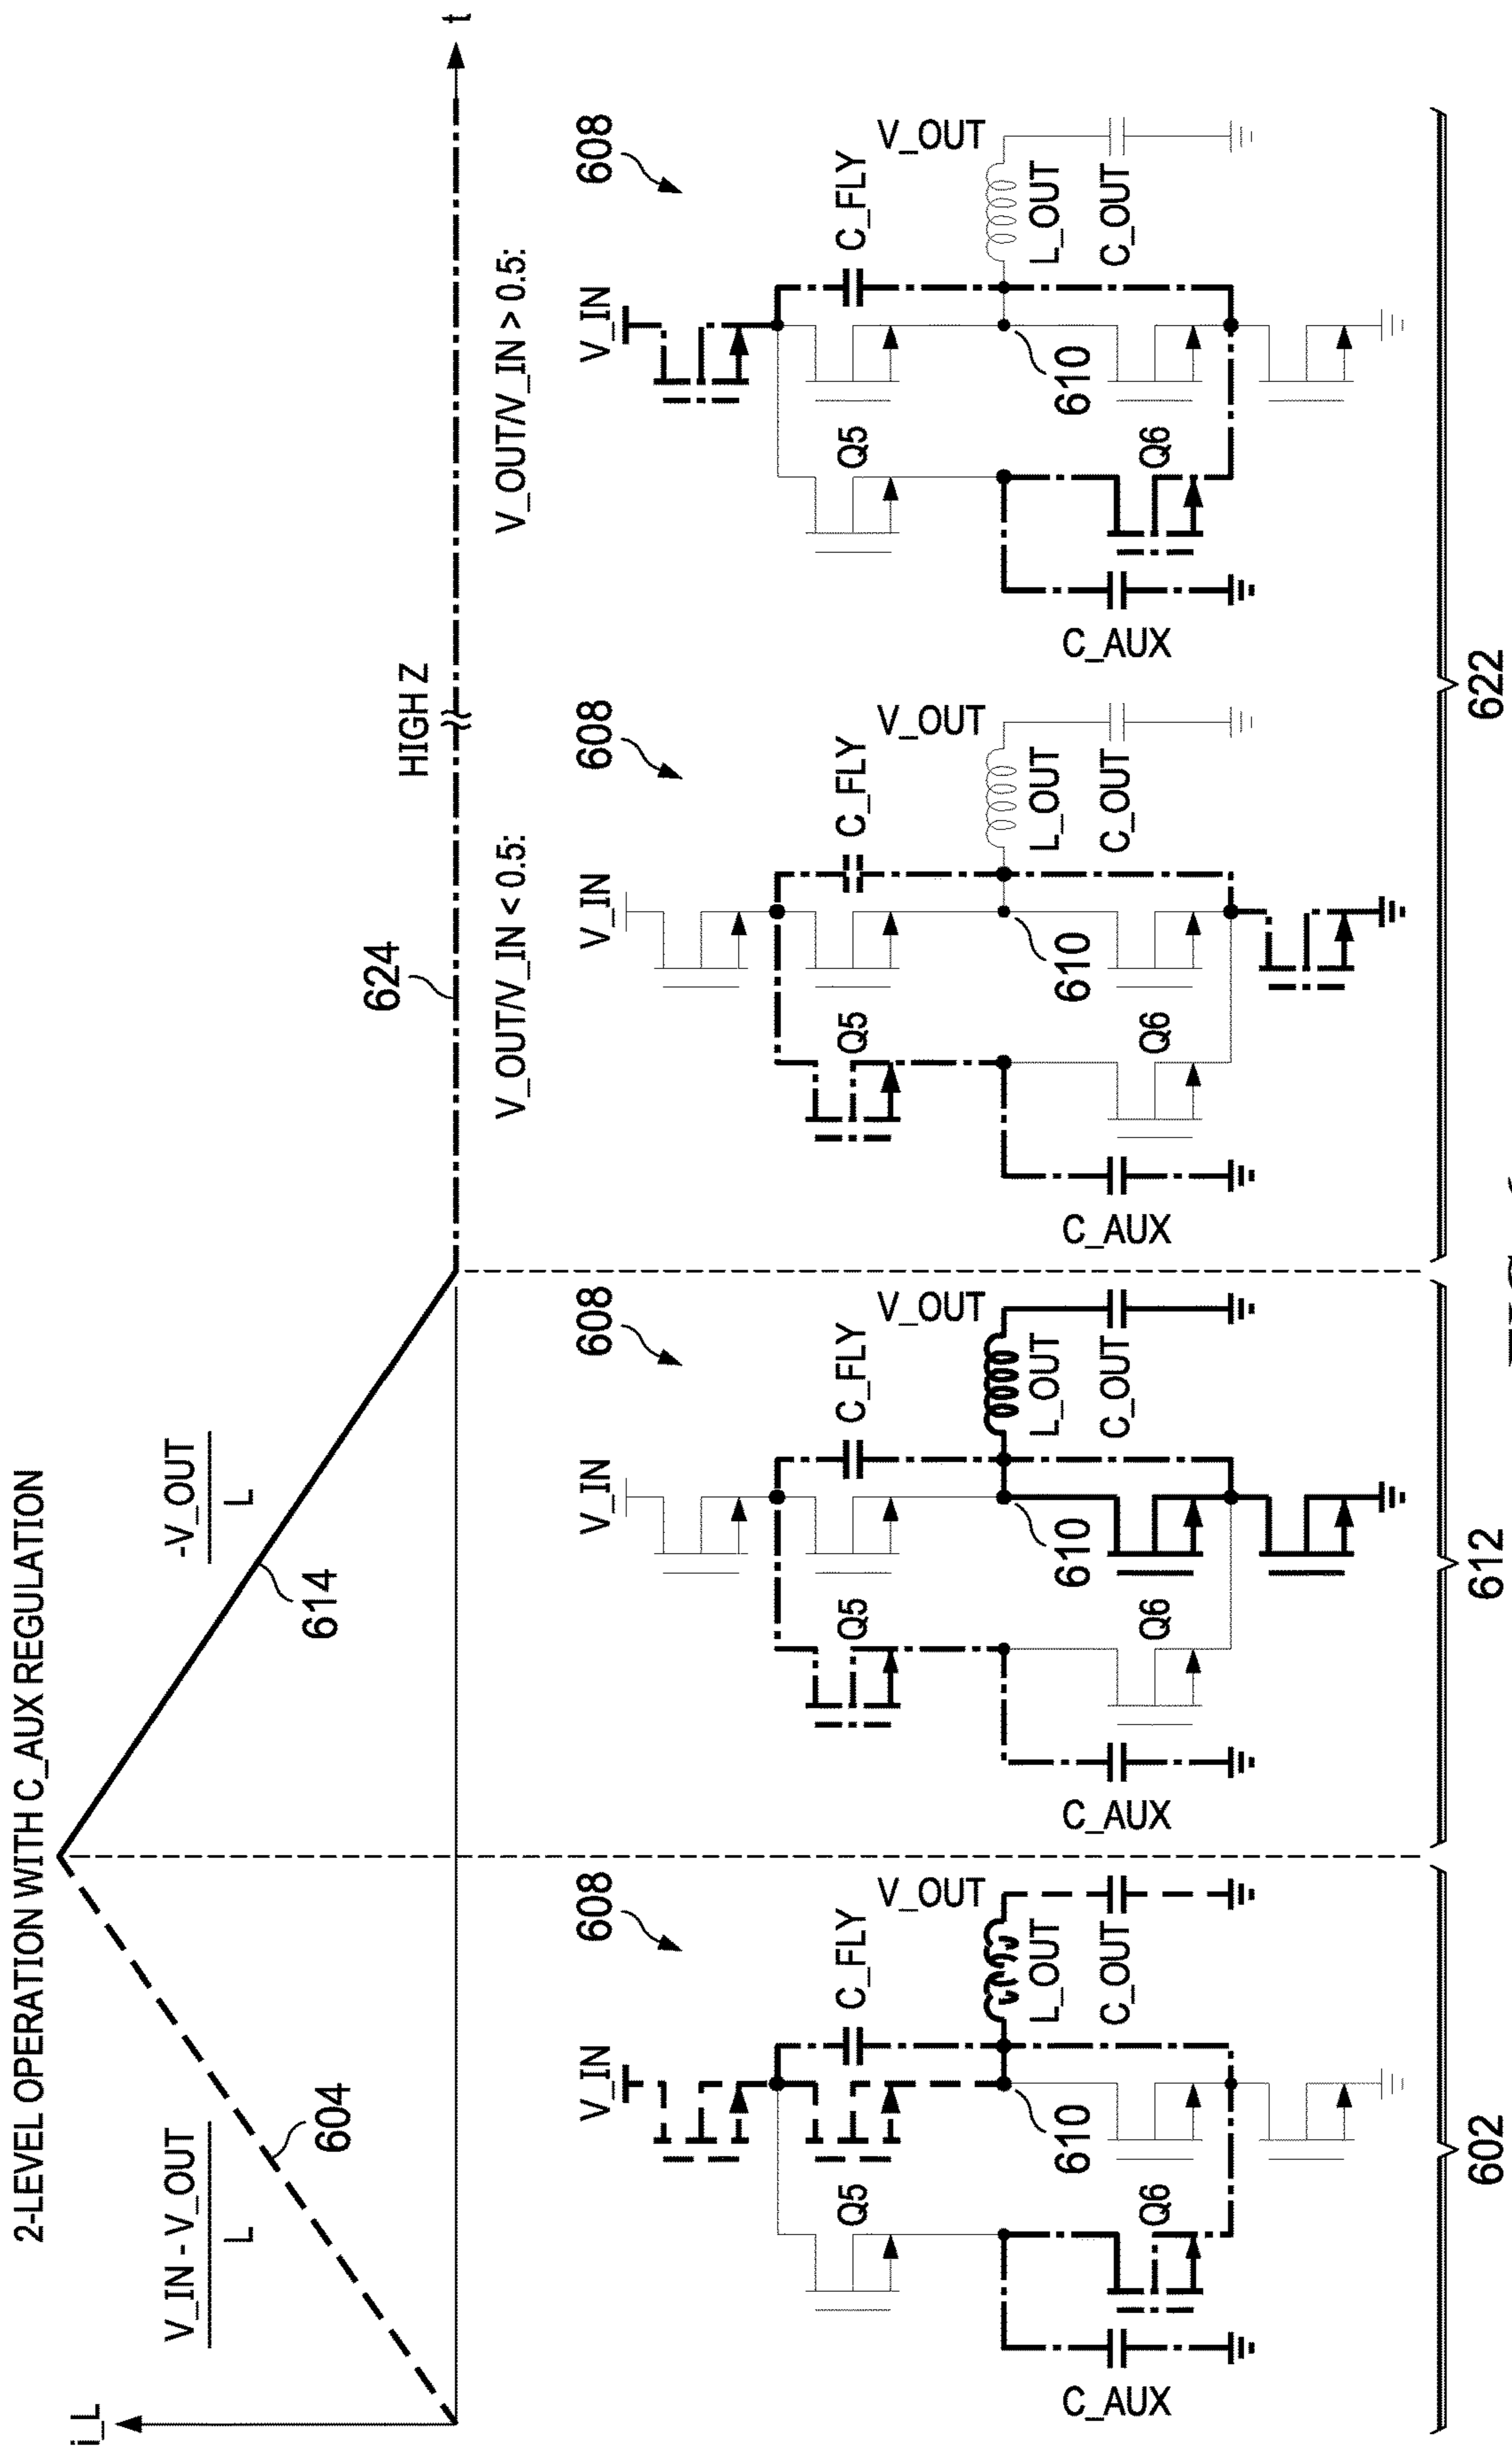 2-LEVEL OPERATION WITH C_AUX REGULATION
i_L
V_IN - V_OUT
L
604
-V_OUT
L
614
624
HIGH Z
t
V_OUT/V_IN < 0.5:
V_OUT/V_IN > 0.5:
608
V_IN
C_FLY
V_OUT
Q5
L_OUT
610
C_OUT
Q6
C_AUX
602
608
V_IN
C_FLY
V_OUT
Q5
L_OUT
610
C_OUT
Q6
C_AUX
612
608
V_IN
C_FLY
V_OUT
Q5
L_OUT
610
C_OUT
Q6
C_AUX
608
V_IN
C_FLY
V_OUT
Q5
L_OUT
610
C_OUT
Q6
C_AUX
622